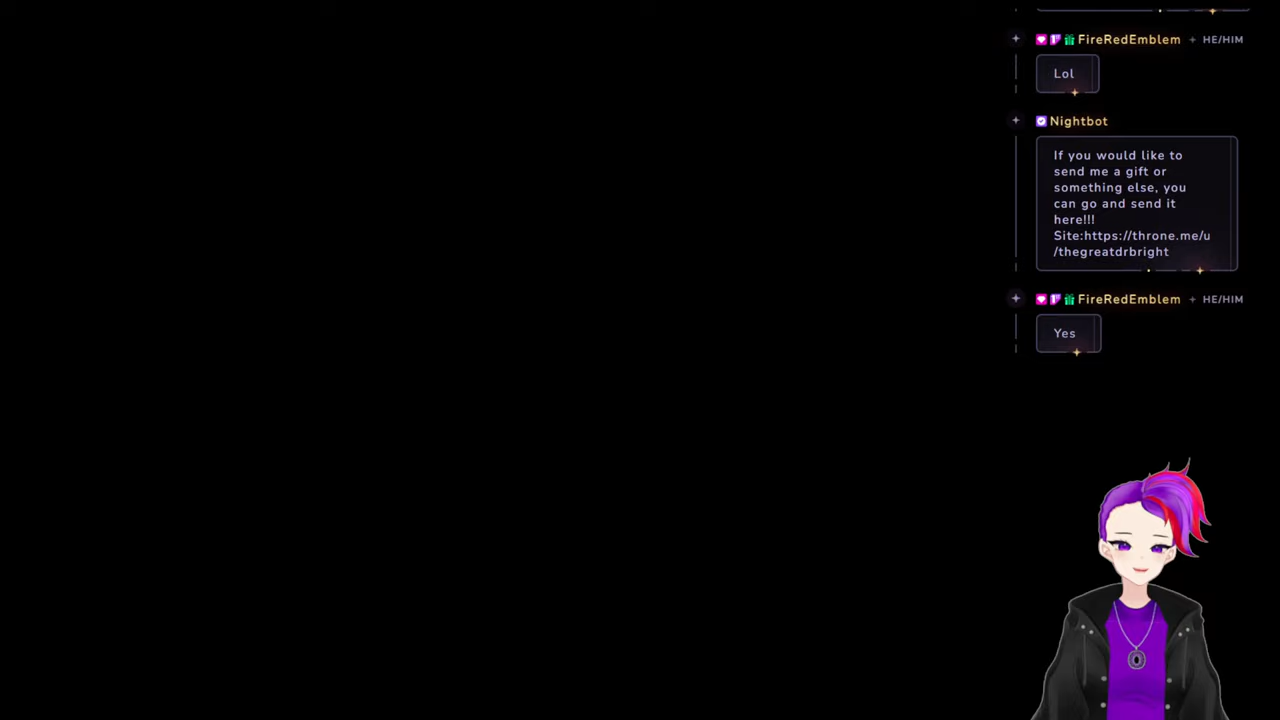 FireRedEmblem HE/HIM
Lol
Nightbot
If you would like to
send me a gift or
something else, you
can go and send it
here!!!
Site:https://throne.me/u
/thegreatdrbright
FireRedEmblem HE/HIM
Yes